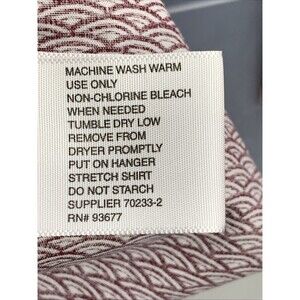 MACHINE WASH WARM
USE ONLY
NON-CHLORINE BLEACH
WHEN NEEDED
TUMBLE DRY LOW
REMOVE FROM
DRYER PROMPTLY
PUT ON HANGER
STRETCH SHIRT
DO NOT STARCH
SUPPLIER 70233-2
RN# 93677